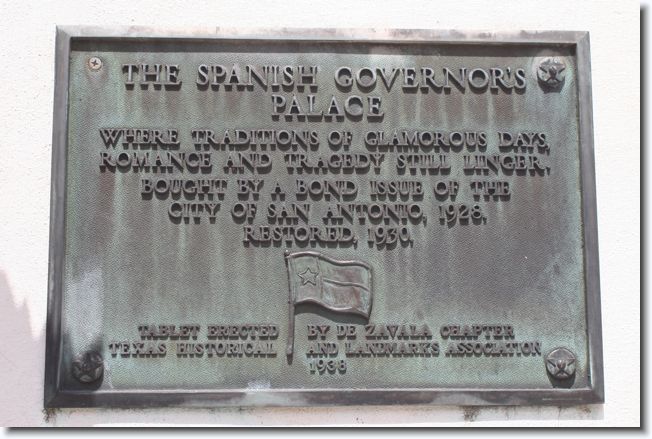 THE SPANISH GOVERNOR'S
PALACE
WHERE TRADITIONS OF GLAMOROUS DAYS,
ROMANCE AND TRAGEDY STILL LINGER,
BOUGHT BY A BOND ISSUE OF THE
CITY OF SAN ANTONIO, 1928,
RESTORED, 1930,
TABLET ERECTED BY DE ZAVALA CHAPTER
TEXAS HISTORICAL AND LANDMARKS ASSOCIATION
1938